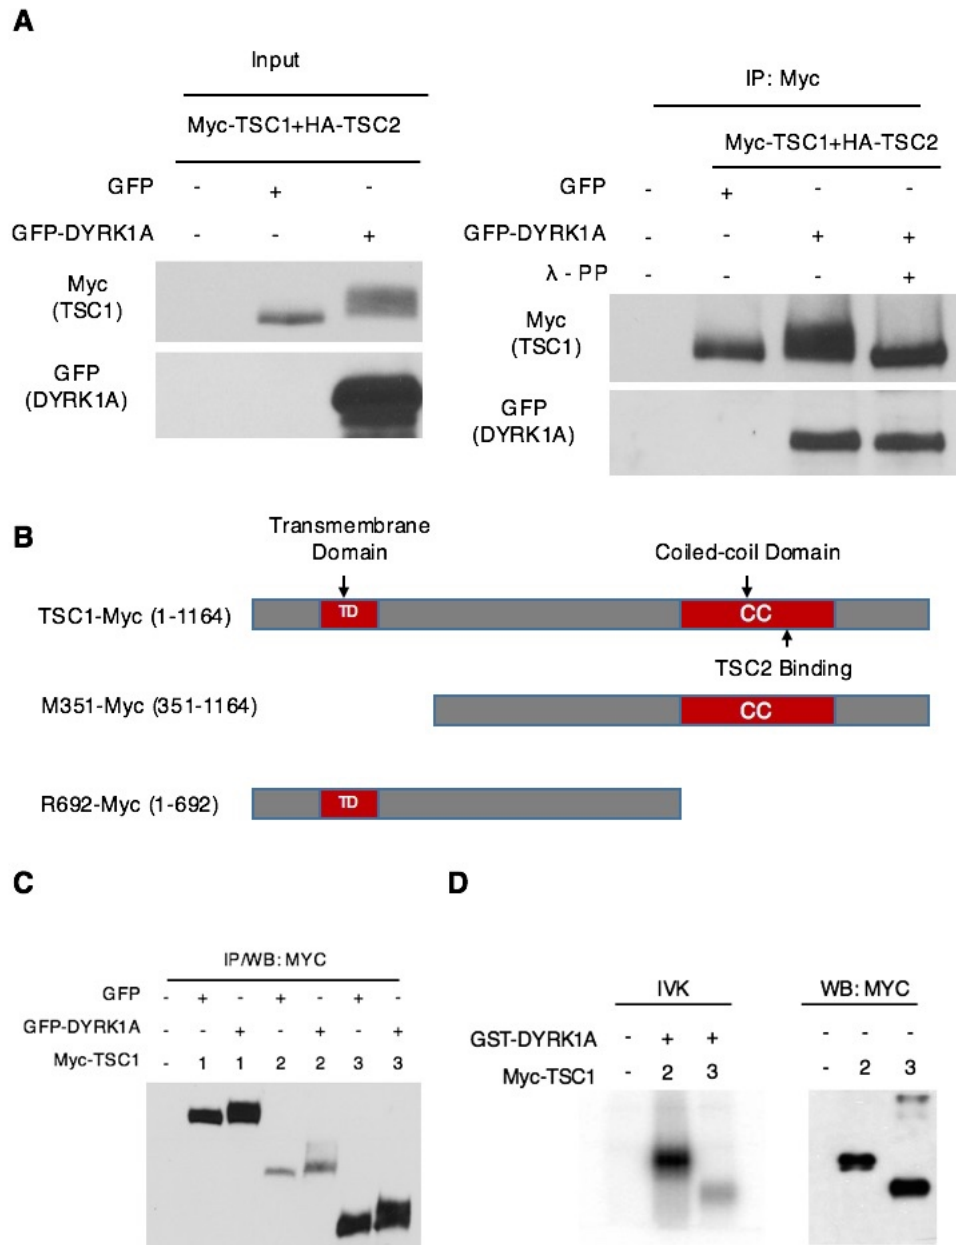 A
Input
Myc-TSC1+HA-TSC2
GFP - + -
GFP-DYRK1A - - +
Myc
(TSC1)
GFP
(DYRK1A)
IP: Myc
Myc-TSC1+HA-TSC2
GFP - + - -
GFP-DYRK1A - - + +
λ - PP - - - +
Myc
(TSC1)
GFP
(DYRK1A)
B
Transmembrane
Domain
Coiled-coil Domain
TSC1-Myc (1-1164)
TD
CC
TSC2 Binding
M351-Myc (351-1164)
CC
R692-Myc (1-692)
TD
C
IP/WB: MYC
GFP - + - + - + -
GFP-DYRK1A - - + - + - +
Myc-TSC1 - 1 1 2 2 3 3
D
IVK
GST-DYRK1A - + +
Myc-TSC1 - 2 3
WB: MYC
- - -
- 2 3